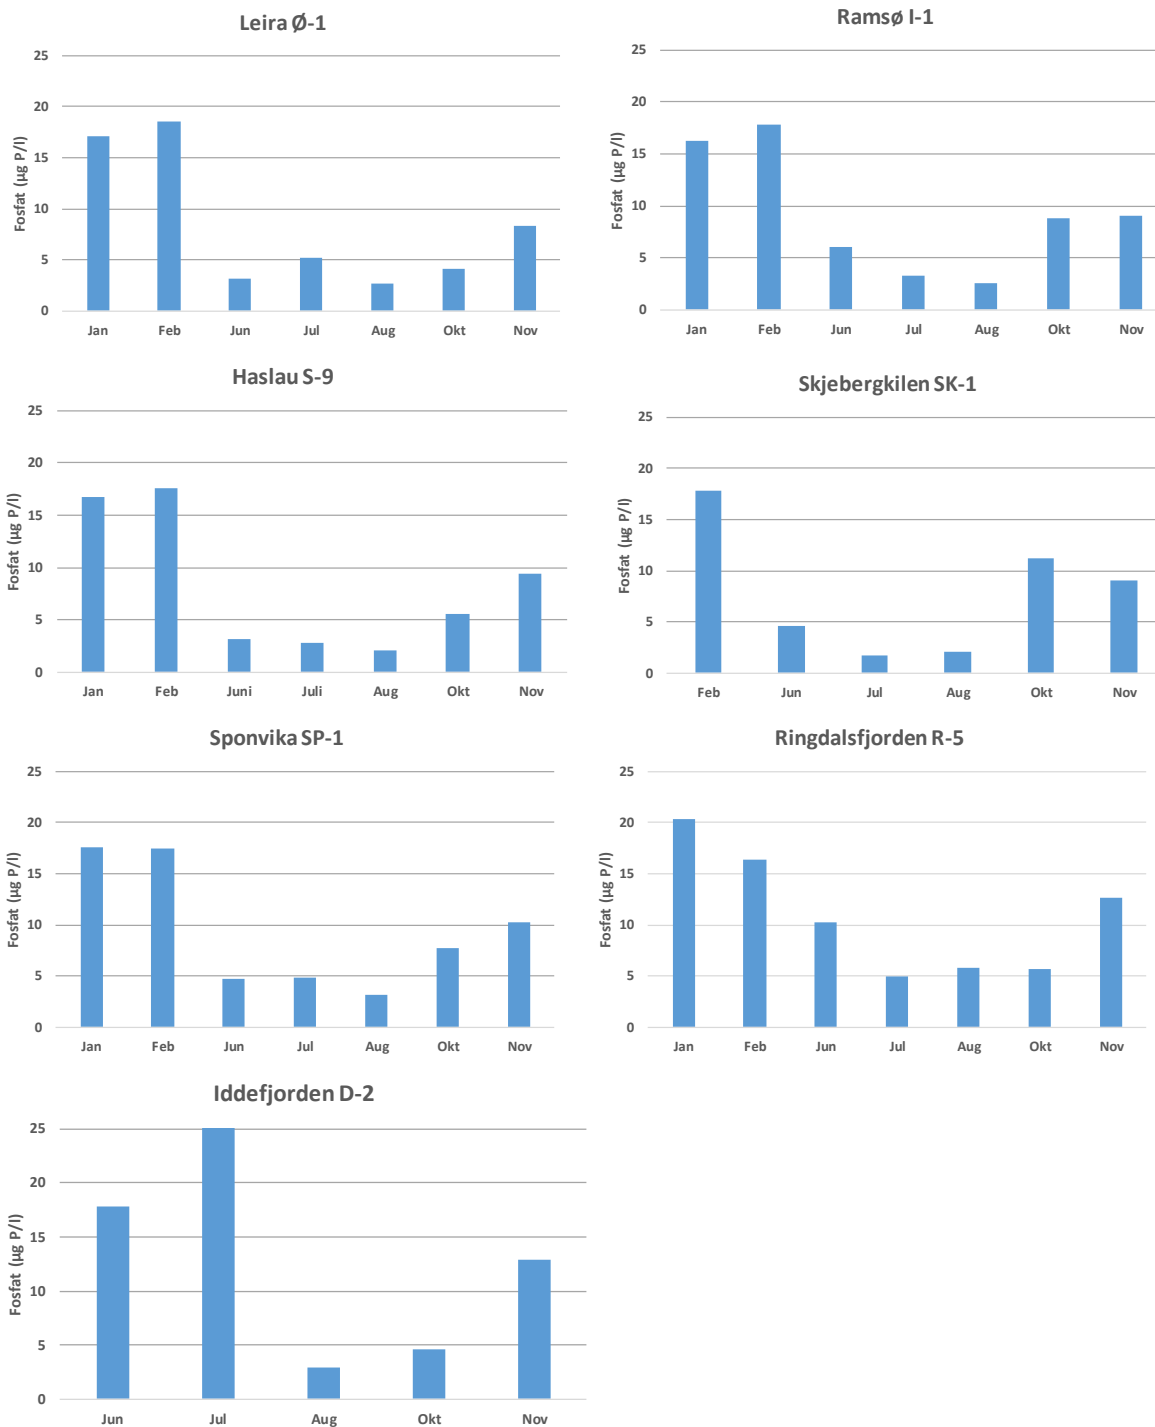 Leira Ø-1
Fosfat (µg P/l)
25
20
15
10
5
0
Jan Feb Jun Jul Aug Okt Nov
Ramsø I-1
Fosfat (µg P/l)
25
20
15
10
5
0
Jan Feb Jun Jul Aug Okt Nov
Haslau S-9
Fosfat (µg P/l)
25
20
15
10
5
0
Jan Feb Juni Juli Aug Okt Nov
Skjebergkilen SK-1
Fosfat (µg P/l)
25
20
15
10
5
0
Feb Jun Jul Aug Okt Nov
Sponvika SP-1
Fosfat (µg P/l)
25
20
15
10
5
0
Jan Feb Jun Jul Aug Okt Nov
Ringdalsfjorden R-5
Fosfat (µg P/l)
25
20
15
10
5
0
Jan Feb Jun Jul Aug Okt Nov
Iddefjorden D-2
Fosfat (µg P/l)
25
20
15
10
5
0
Jun Jul Aug Okt Nov